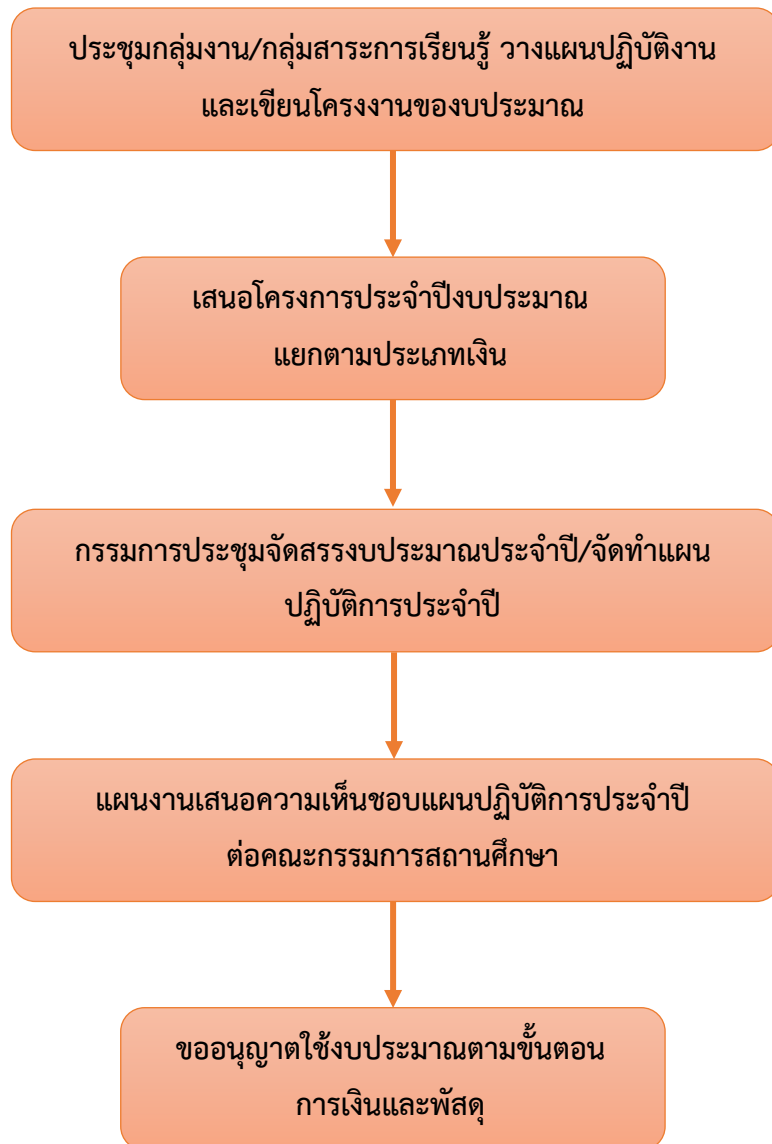 ประชุมกลุ่มงาน/กลุ่มสาระการเรียนรู้ วางแผนปฏิบัติงาน
และเขียนโครงงานของบประมาณ
เสนอโครงการประจำปีงบประมาณ
แยกตามประเภทเงิน
กรรมการประชุมจัดสรรงบประมาณประจำปี/จัดทำแผน
ปฏิบัติการประจำปี
แผนงานเสนอความเห็นชอบแผนปฏิบัติการประจำปี
ต่อคณะกรรมการสถานศึกษา
ขออนุญาตใช้งบประมาณตามขั้นตอน
การเงินและพัสดุ